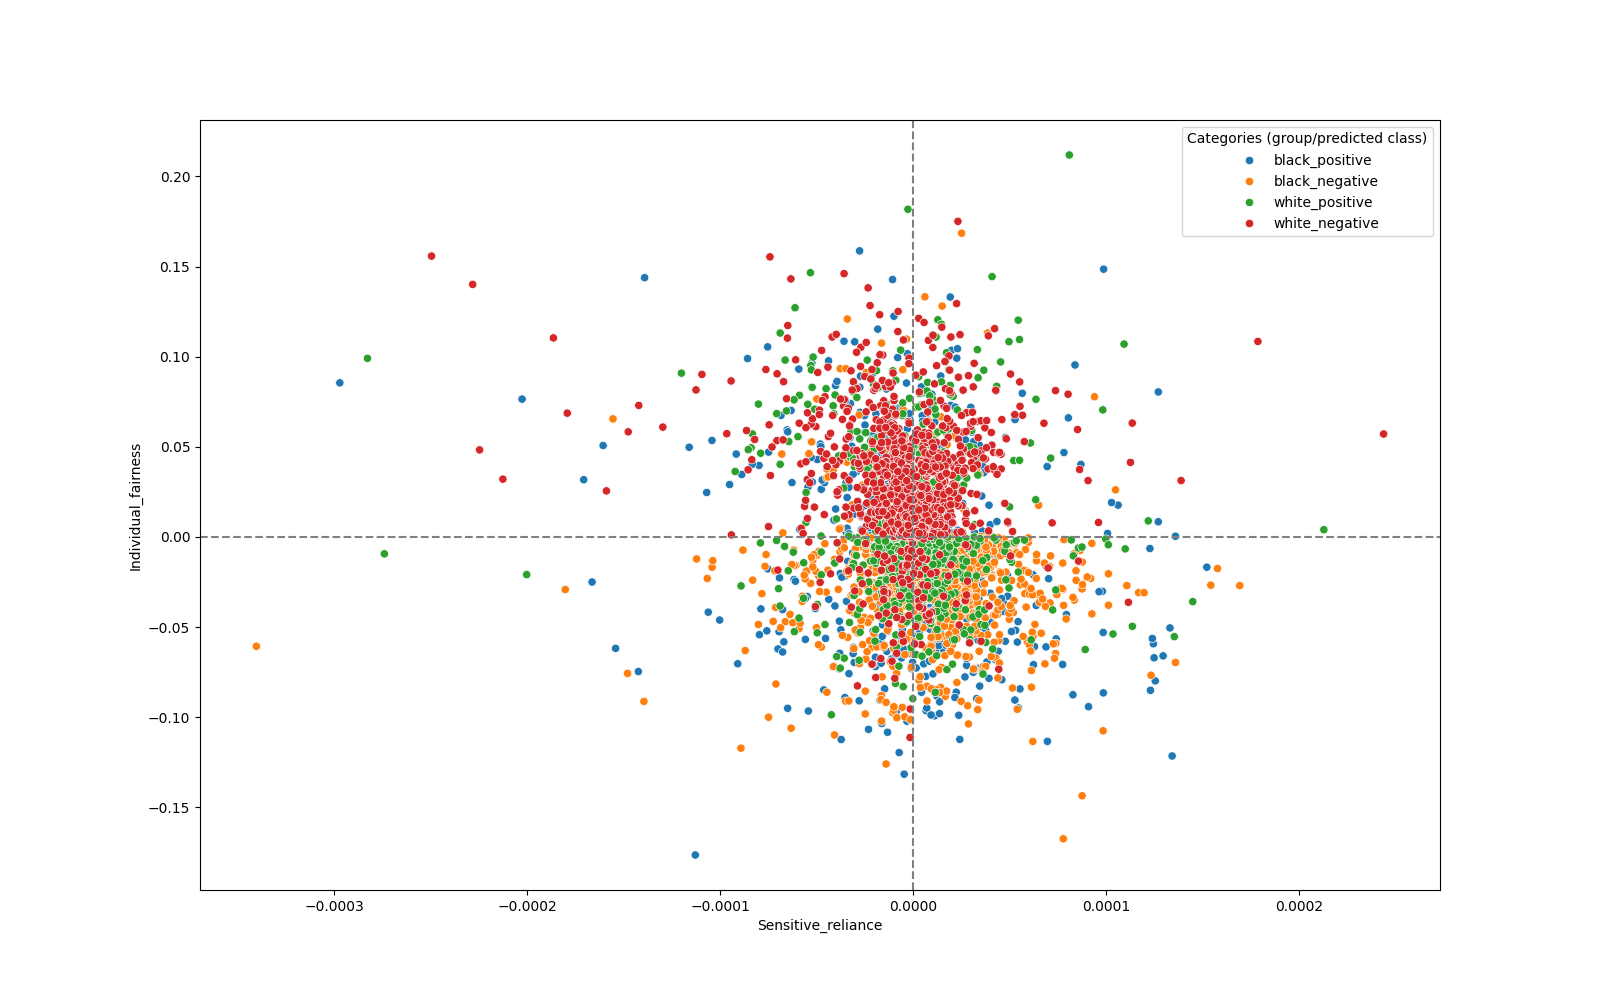 Categories (group/predicted class)
black_positive
black_negative
white_positive
white_negative
0.20
0.15
0.10
0.05
0.00
−0.05
−0.10
−0.15
Individual_fairness
−0.0003
−0.0002
−0.0001
0.0000
0.0001
0.0002
Sensitive_reliance